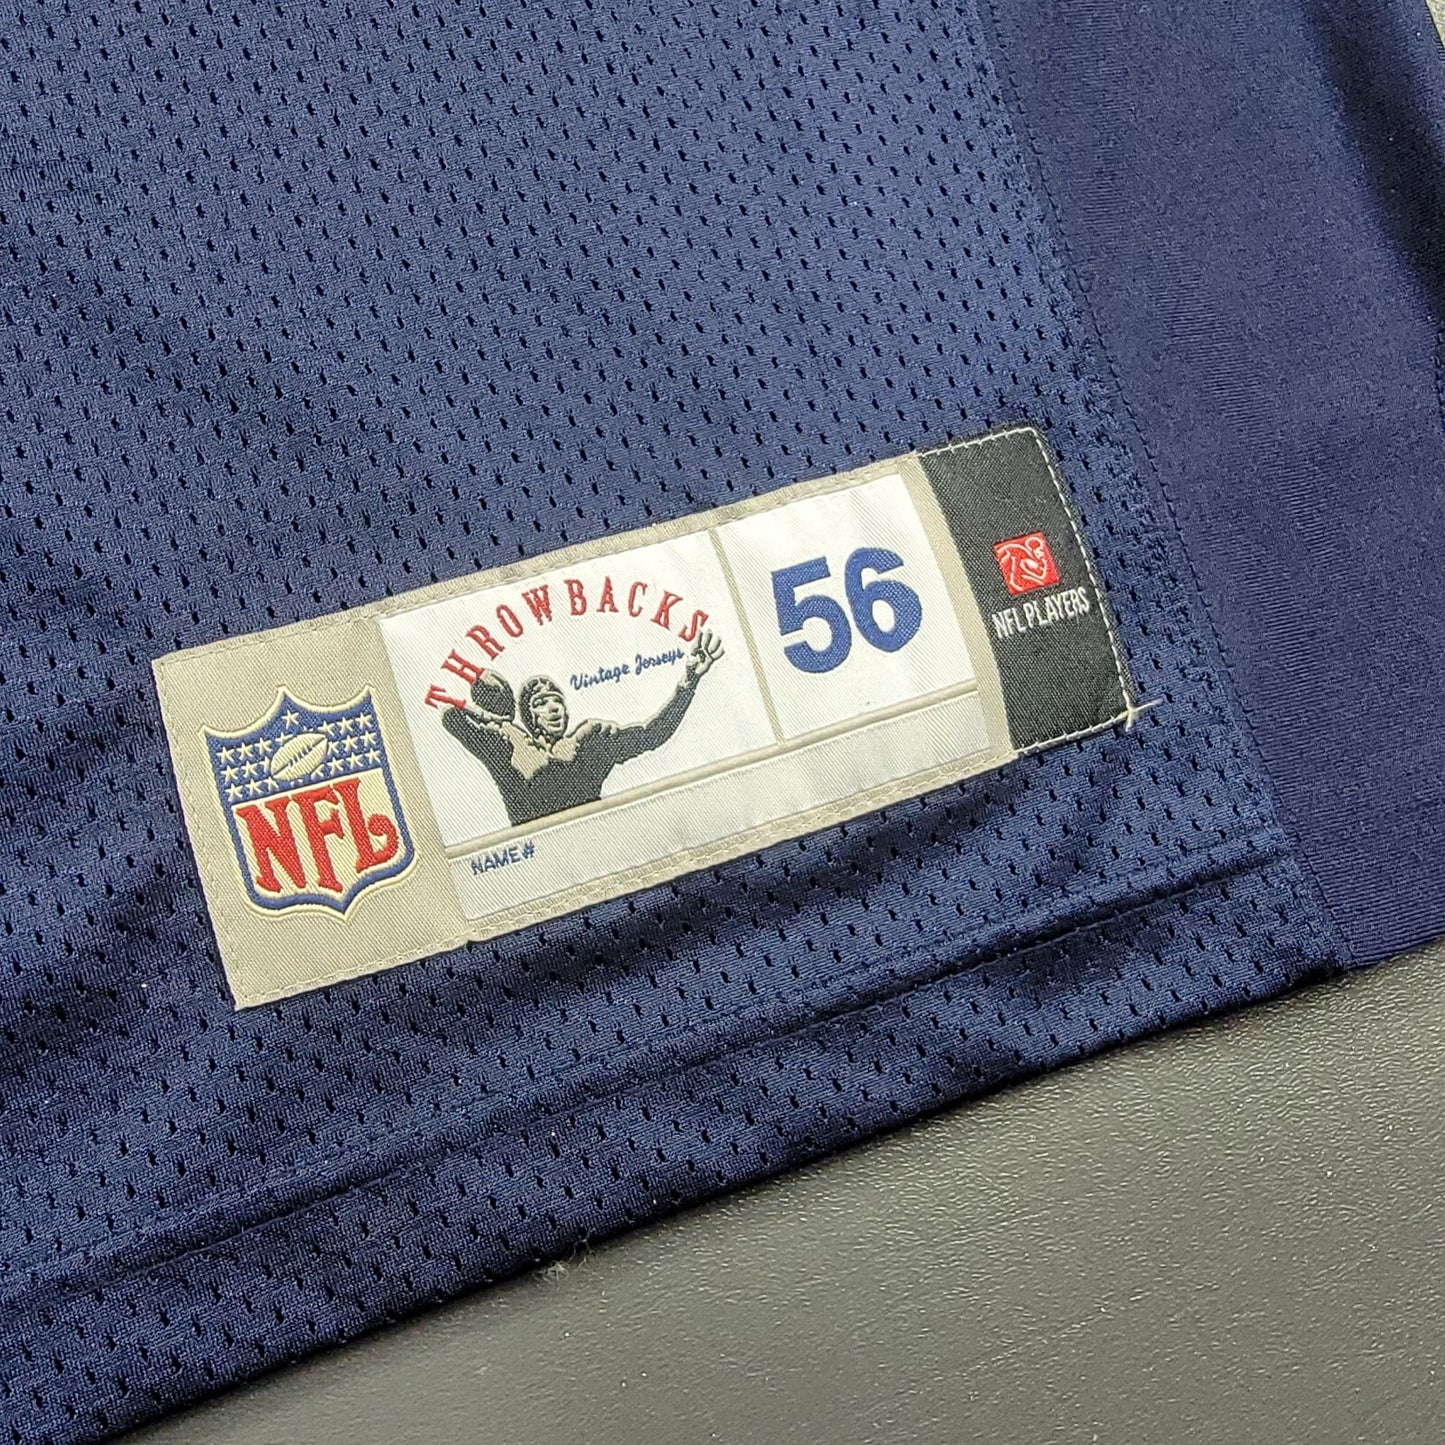 THROWBACKS
Vintage Jerseys
56
NFL PLAYERS
NFL
NAME#